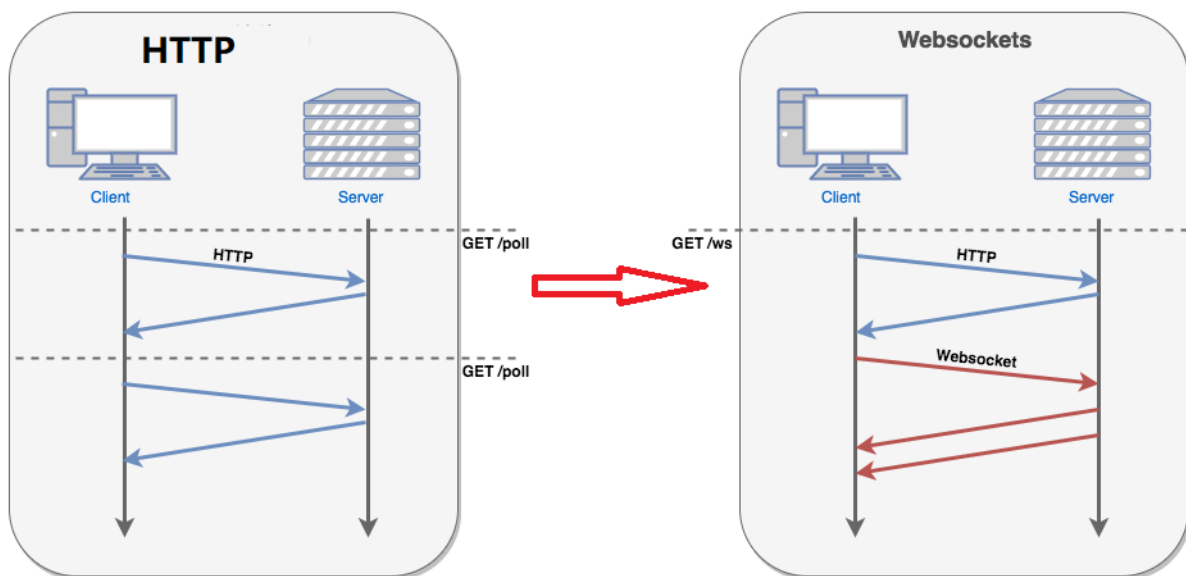 HTTP
Client
Server
GET /poll
HTTP
GET /poll
Websockets
Client
Server
GET /ws
HTTP
Websocket